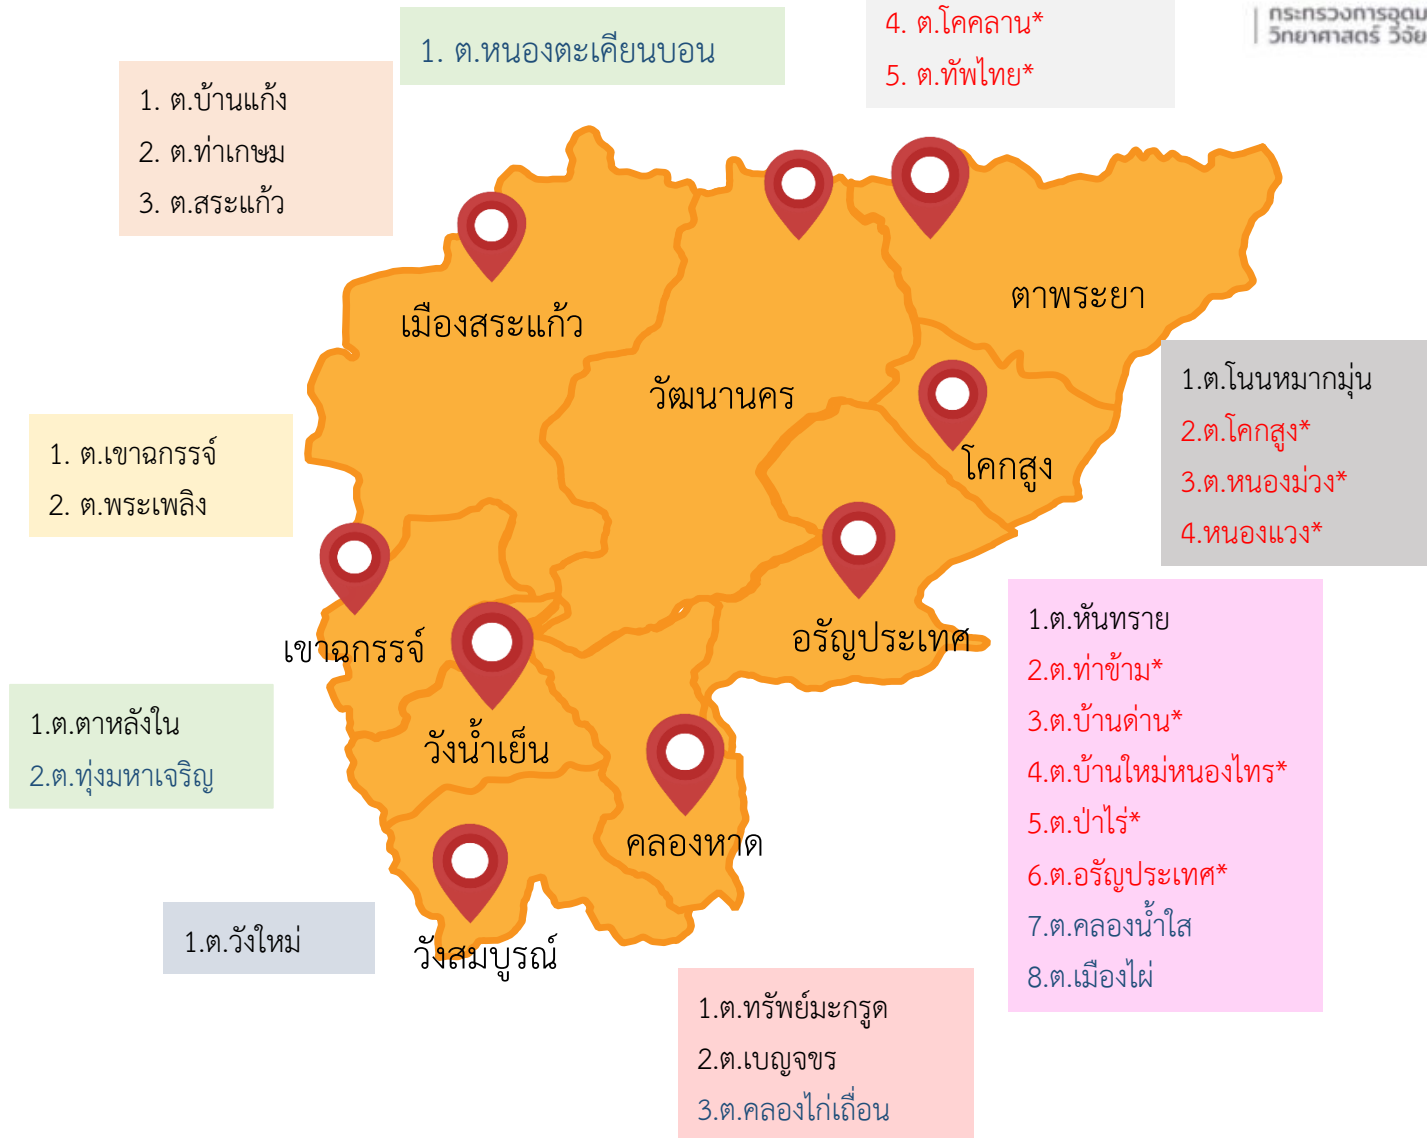 กระทรวงการอุดม
วิทยาศาสตร์ วิจัย
4. ต.โคคลาน*
5. ต.ทัพไทย*
1. ต.หนองตะเคียนบอน
1. ต.บ้านแก้ง
2. ต.ท่าเกษม
3. ต.สระแก้ว
ตาพระยา
เมืองสระแก้ว
วัฒนานคร
โคกสูง
1.ต.โนนหมากมุ่น
2.ต.โคกสูง*
3.ต.หนองม่วง*
4.หนองแวง*
1. ต.เขาฉกรรจ์
2. ต.พระเพลิง
เขาฉกรรจ์
อรัญประเทศ
1.ต.หันทราย
2.ต.ท่าข้าม*
3.ต.บ้านด่าน*
4.ต.บ้านใหม่หนองไทร*
5.ต.ป่าไร่*
6.ต.อรัญประเทศ*
7.ต.คลองน้ำใส
8.ต.เมืองไผ่
1.ต.ตาหลังใน
2.ต.ทุ่งมหาเจริญ
วังน้ำเย็น
คลองหาด
1.ต.วังใหม่
วังสมบูรณ์
1.ต.ทรัพย์มะกรูด
2.ต.เบญจขร
3.ต.คลองไก่เถื่อน